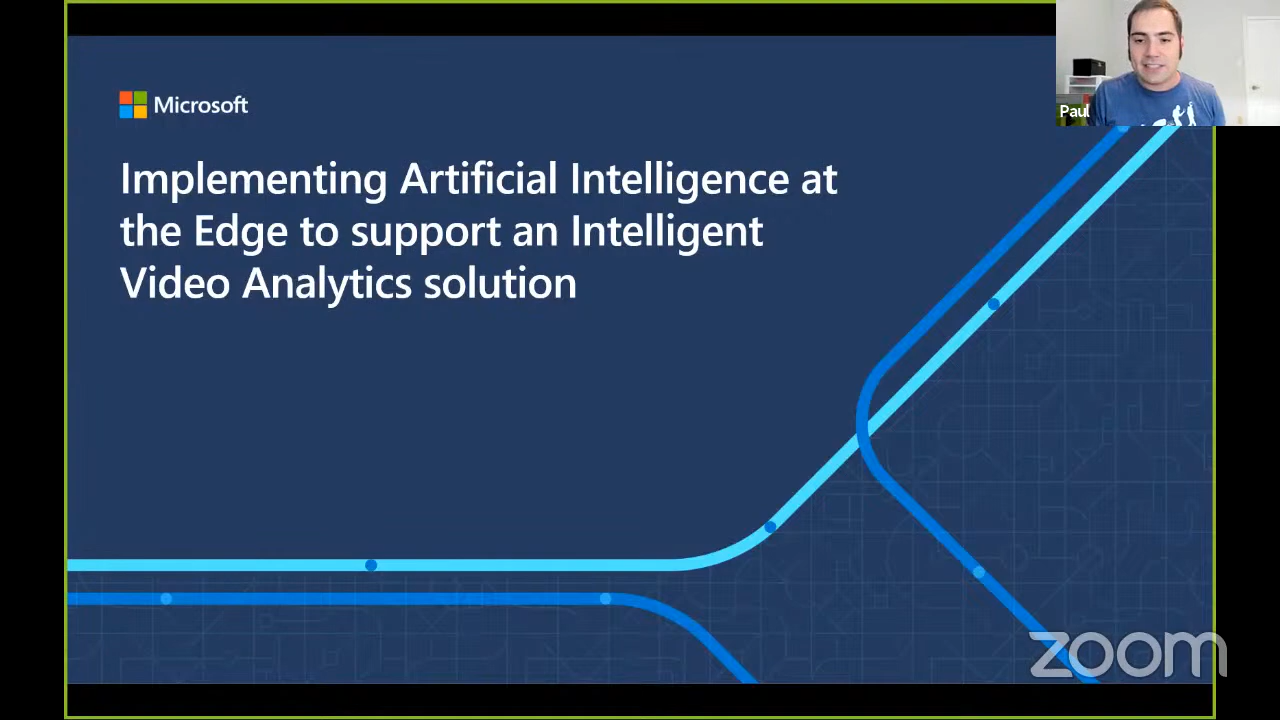 Microsoft
Implementing Artificial Intelligence at
the Edge to support an Intelligent
Video Analytics solution
Paul
zoom